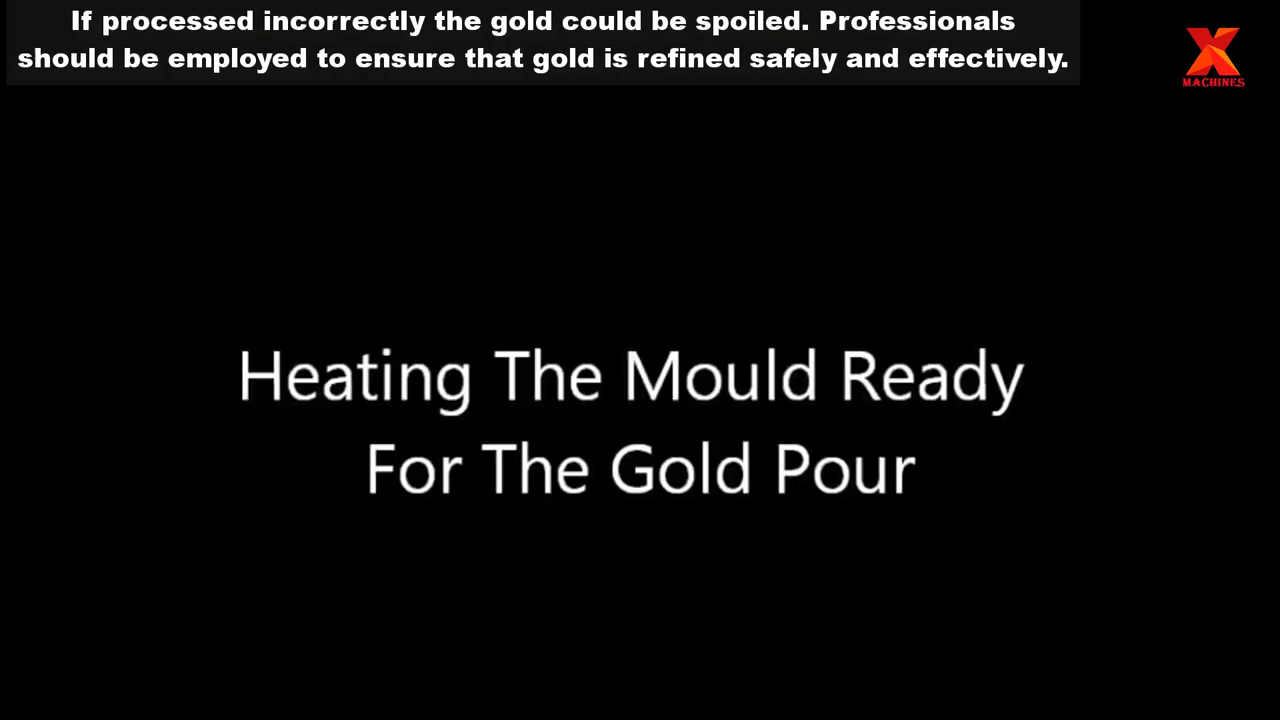 If processed incorrectly the gold could be spoiled. Professionals
should be employed to ensure that gold is refined safely and effectively.
X
MACHINES
Heating The Mould Ready
For The Gold Pour